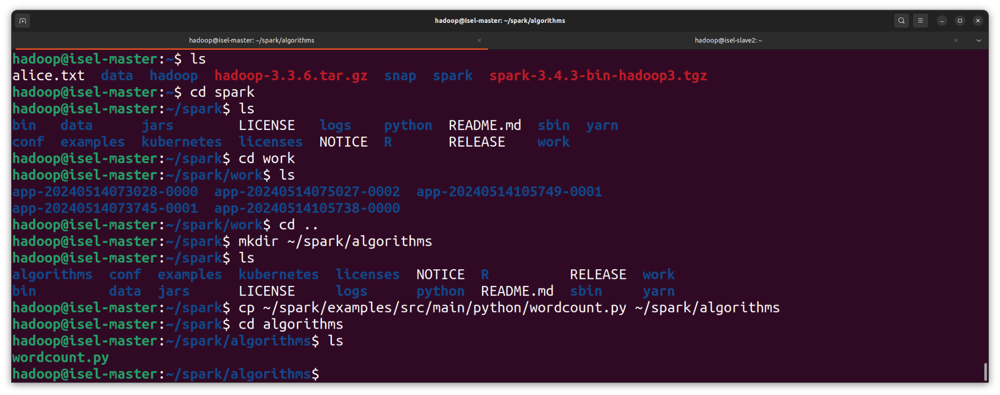 hadoop@isel-master: ~/spark/algorithms
hadoop@isel-master: ~/spark/algorithms
hadoop@isel-slave2: ~
hadoop@isel-master:~$ ls
alice.txt  data  hadoop  hadoop-3.3.6.tar.gz  snap  spark  spark-3.4.3-bin-hadoop3.tgz
hadoop@isel-master:~$ cd spark
hadoop@isel-master:~/spark$ ls
bin   data      jars        LICENSE   logs    python  README.md  sbin  yarn
conf  examples  kubernetes  licenses  NOTICE  R       RELEASE    work
hadoop@isel-master:~/spark$ cd work
hadoop@isel-master:~/spark/work$ ls
app-20240514073028-0000  app-20240514075027-0002  app-20240514105749-0001
app-20240514073745-0001  app-20240514105738-0000
hadoop@isel-master:~/spark/work$ cd ..
hadoop@isel-master:~/spark$ mkdir ~/spark/algorithms
hadoop@isel-master:~/spark$ ls
algorithms  conf  examples  kubernetes  licenses  NOTICE  R          RELEASE  work
bin         data  jars      LICENSE     logs      python  README.md  sbin     yarn
hadoop@isel-master:~/spark$ cp ~/spark/examples/src/main/python/wordcount.py ~/spark/algorithms
hadoop@isel-master:~/spark$ cd algorithms
hadoop@isel-master:~/spark/algorithms$ ls
wordcount.py
hadoop@isel-master:~/spark/algorithms$